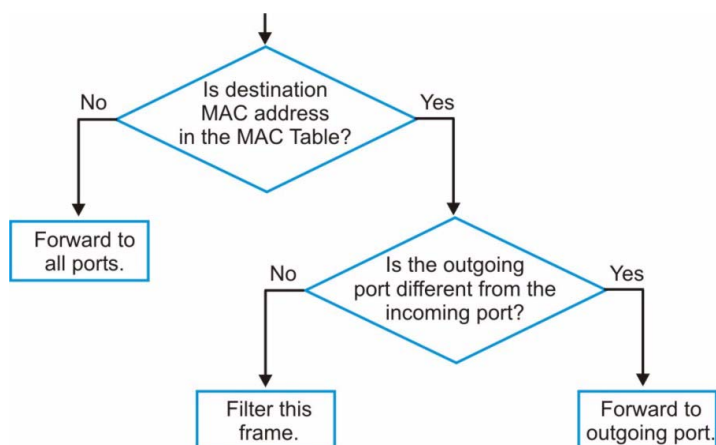 Is destination
MAC address
in the MAC Table?
No
Yes
Forward to
all ports.
Is the outgoing
port different from the
incoming port?
No
Yes
Filter this
frame.
Forward to
outgoing port.